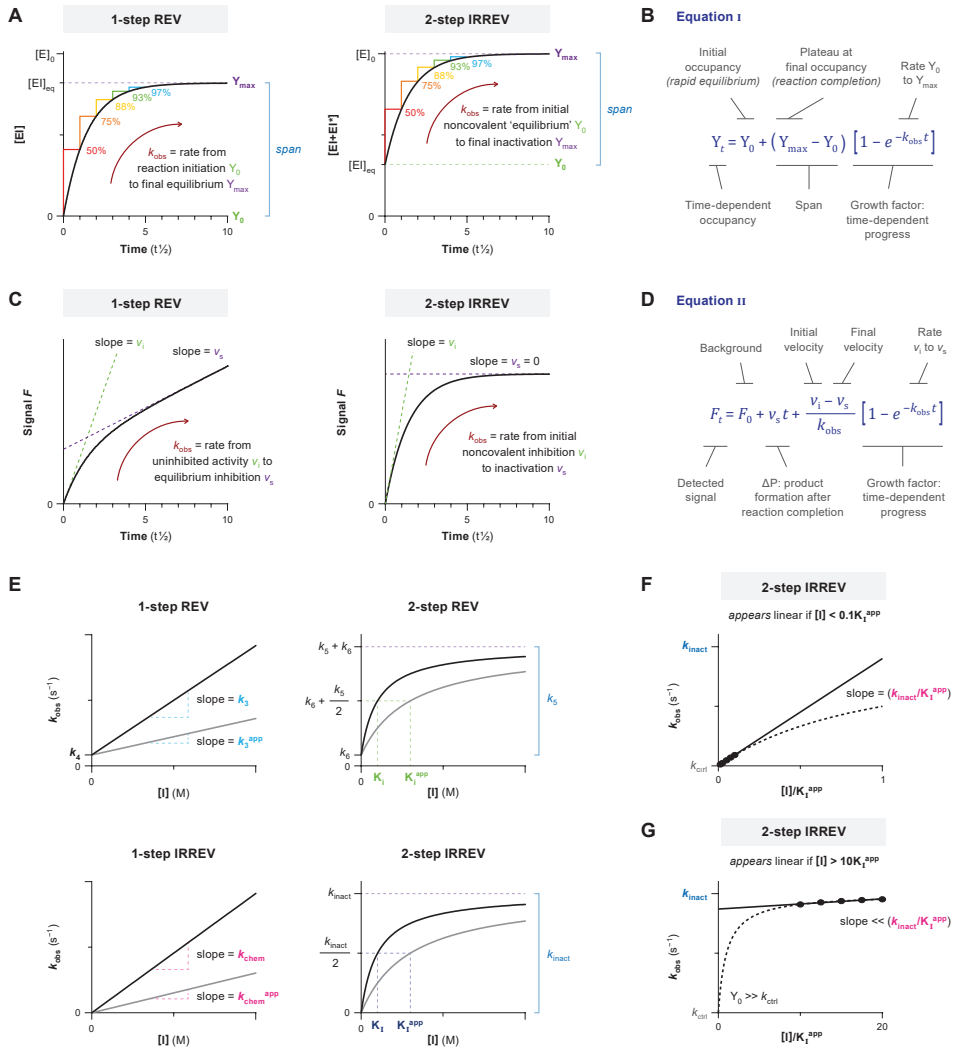 A
1-step REV
[E]₀
[EI]eq
[EI]
0
Yₘₐₓ
97%
93%
88%
75%
50%
span
kobs = rate from
reaction initiation Y₀
to final equilibrium Yₘₐₓ
Y₀
0
5
10
Time (t½)
2-step IRREV
[E]₀
[EI]eq
[EI+EI*]
0
Yₘₐₓ
97%
93%
88%
75%
50%
span
kobs = rate from initial
noncovalent ‘equilibrium’ Y₀
to final inactivation Yₘₐₓ
Y₀
0
5
10
Time (t½)
B
Equation I
Initial
occupancy
(rapid equilibrium)
Plateau at
final occupancy
(reaction completion)
Rate Y₀
to Yₘₐₓ
Yₜ = Y₀ + (Yₘₐₓ − Y₀) [1 − e^−kobs t]
Time-dependent
occupancy
Span
Growth factor:
time-dependent
progress
C
1-step REV
slope = vᵢ
slope = vₛ
Signal F
kobs = rate from
uninhibited activity vᵢ to
equilibrium inhibition vₛ
0
5
10
Time (t½)
2-step IRREV
slope = vᵢ
slope = vₛ = 0
Signal F
kobs = rate from initial
noncovalent inhibition vᵢ
to inactivation vₛ
0
5
10
Time (t½)
D
Equation II
Background
Initial
velocity
Final
velocity
Rate
vᵢ to vₛ
Fₜ = F₀ + vₛt + (vᵢ − vₛ)/kobs [1 − e^−kobs t]
Detected
signal
ΔP: product
formation after
reaction completion
Growth factor:
time-dependent
progress
E
1-step REV
kobs (s⁻¹)
slope = k₃
slope = k₃ᵃᵖᵖ
k₄
0
0
[I] (M)
2-step REV
k₅ + k₆
k₆ + k₅/2
k₆
0
k₅
Kᵢ
Kᵢᵃᵖᵖ
0
[I] (M)
1-step IRREV
kobs (s⁻¹)
slope = kchem
slope = kchemᵃᵖᵖ
0
0
[I] (M)
2-step IRREV
kinact
kinact/2
0
kinact
K_I
K_Iᵃᵖᵖ
0
[I] (M)
F
2-step IRREV
appears linear if [I] < 0.1K_Iᵃᵖᵖ
kinact
kobs (s⁻¹)
slope = (kinact/K_Iᵃᵖᵖ)
kctrl
0
1
[I]/K_Iᵃᵖᵖ
G
2-step IRREV
appears linear if [I] > 10K_Iᵃᵖᵖ
kinact
kobs (s⁻¹)
slope << (kinact/K_Iᵃᵖᵖ)
Y₀ >> kctrl
kctrl
0
20
[I]/K_Iᵃᵖᵖ